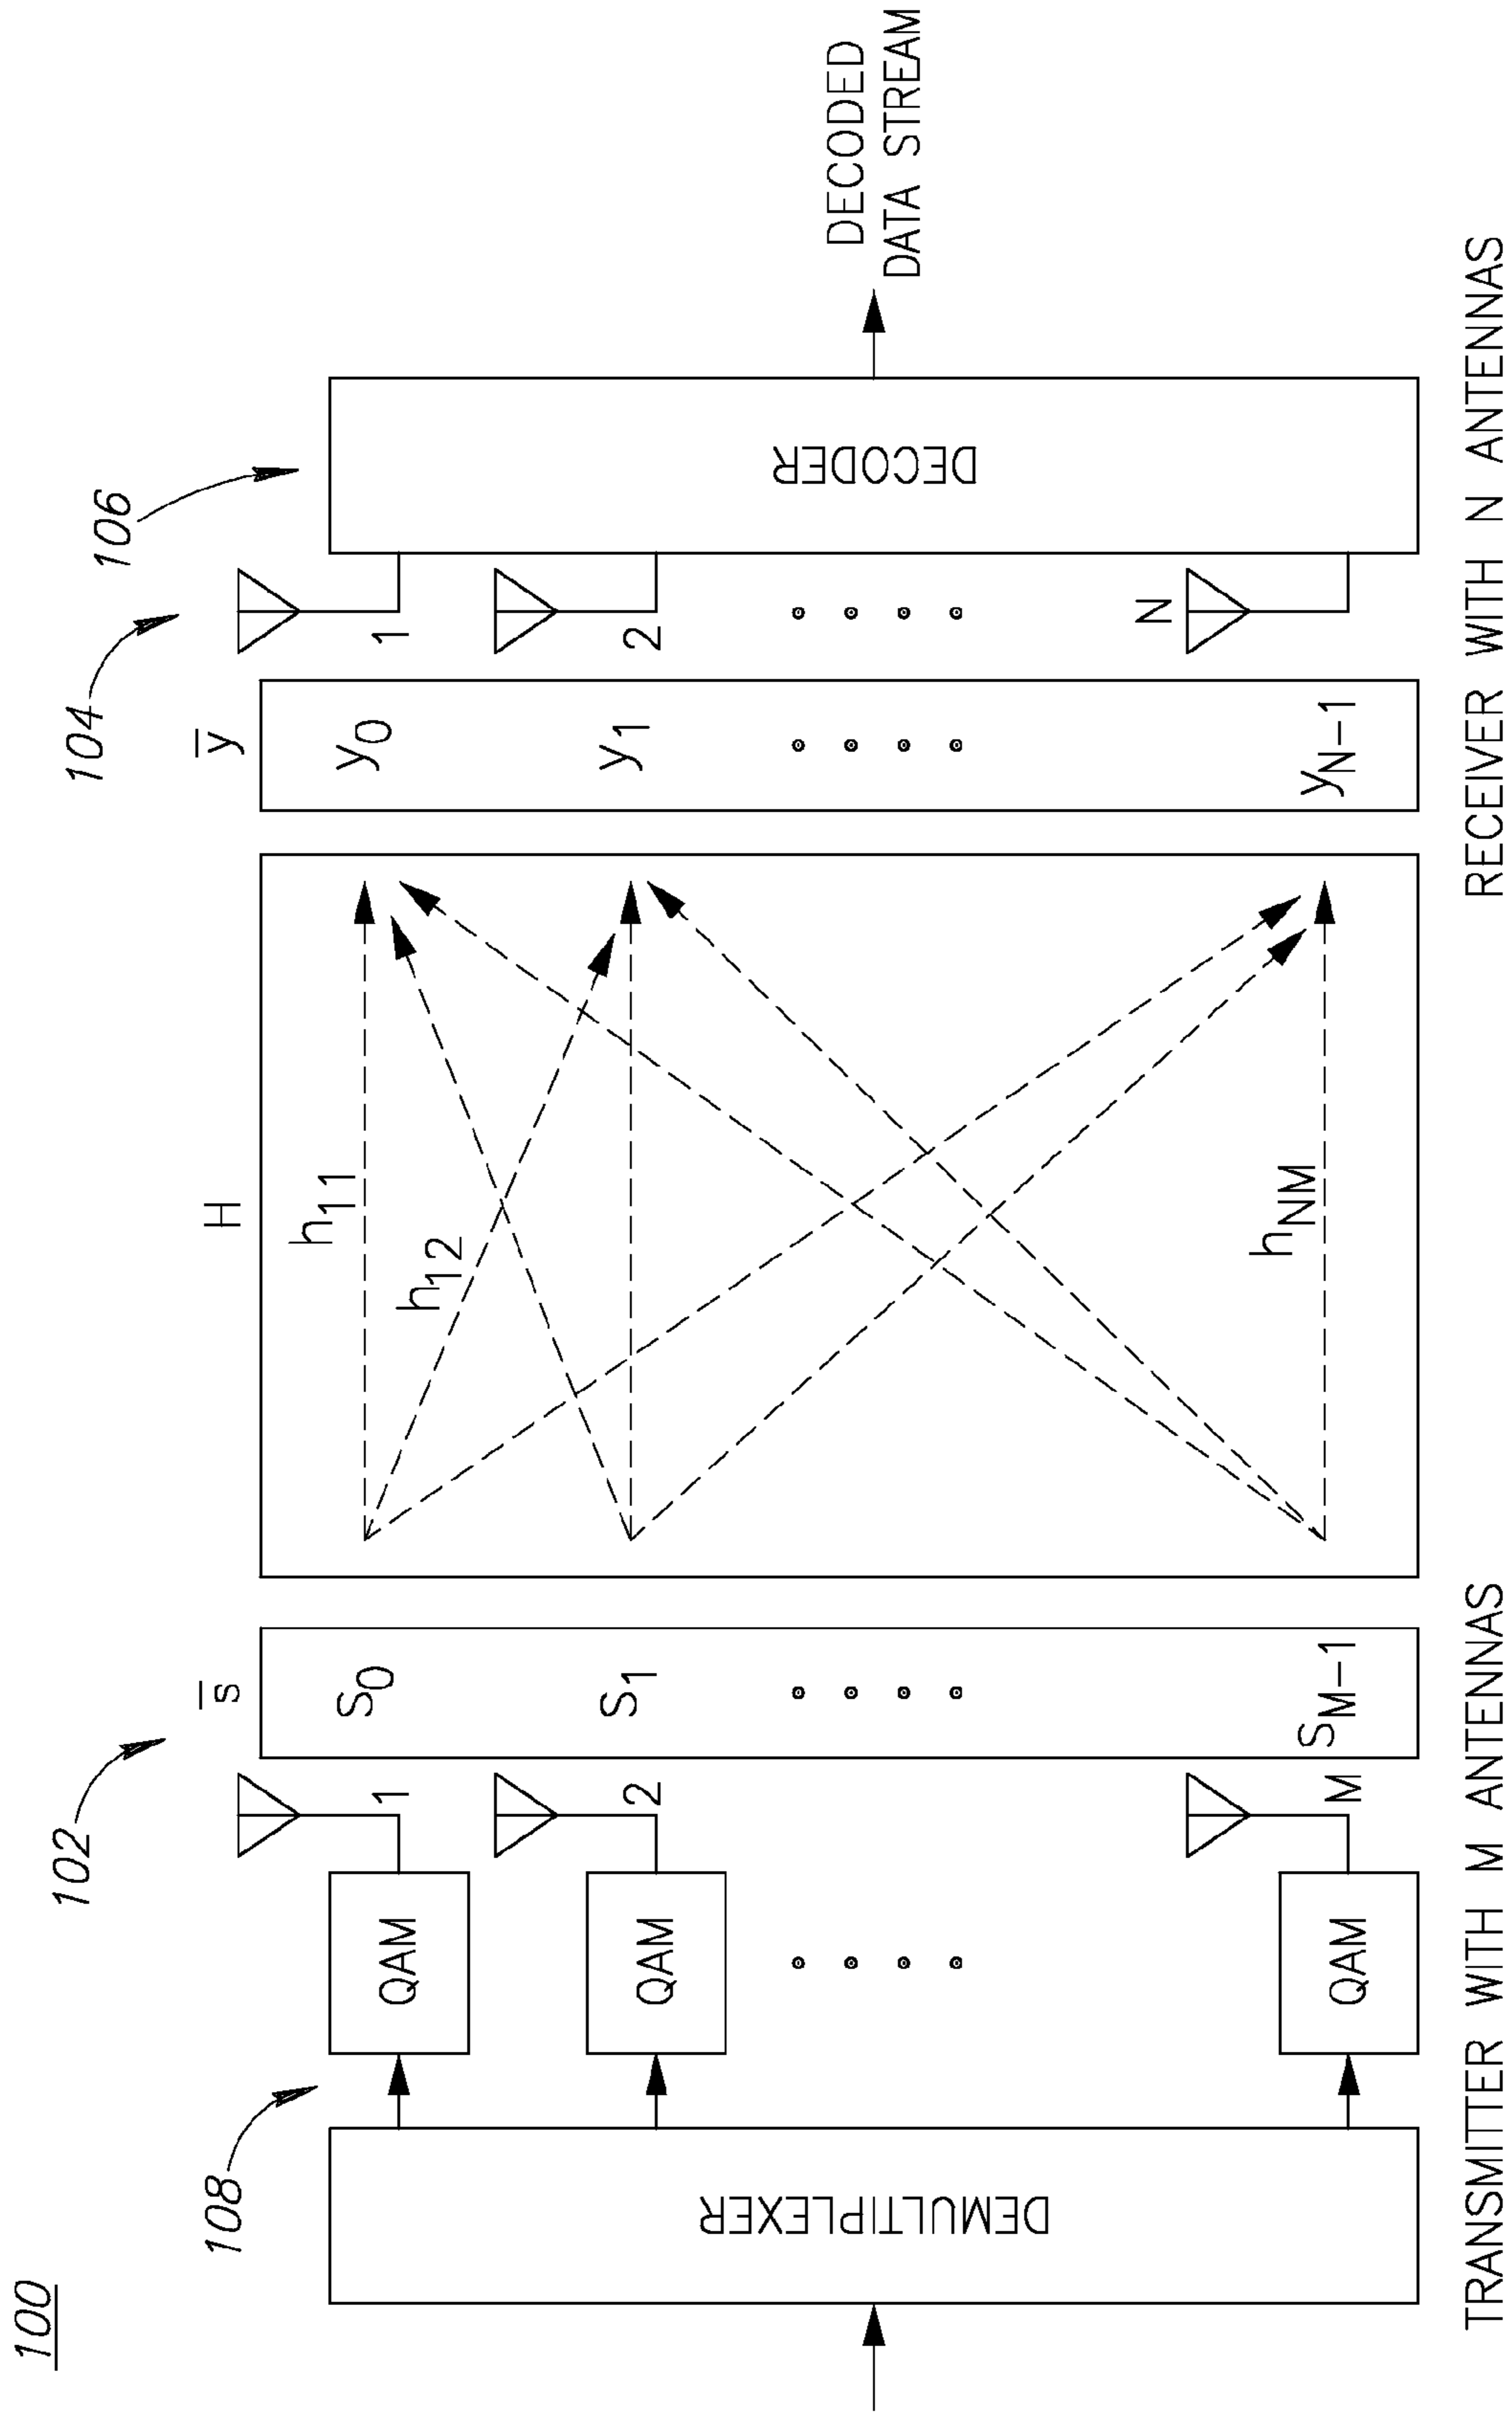 100
108
102
104
106
s
H
y
DEMULTIPLEXER
QAM
1
S0
h11
y0
1
DECODER
QAM
2
S1
h12
y1
2
DECODED
DATA STREAM
QAM
M
SM-1
hNM
yN-1
N
TRANSMITTER WITH M ANTENNAS
RECEIVER WITH N ANTENNAS